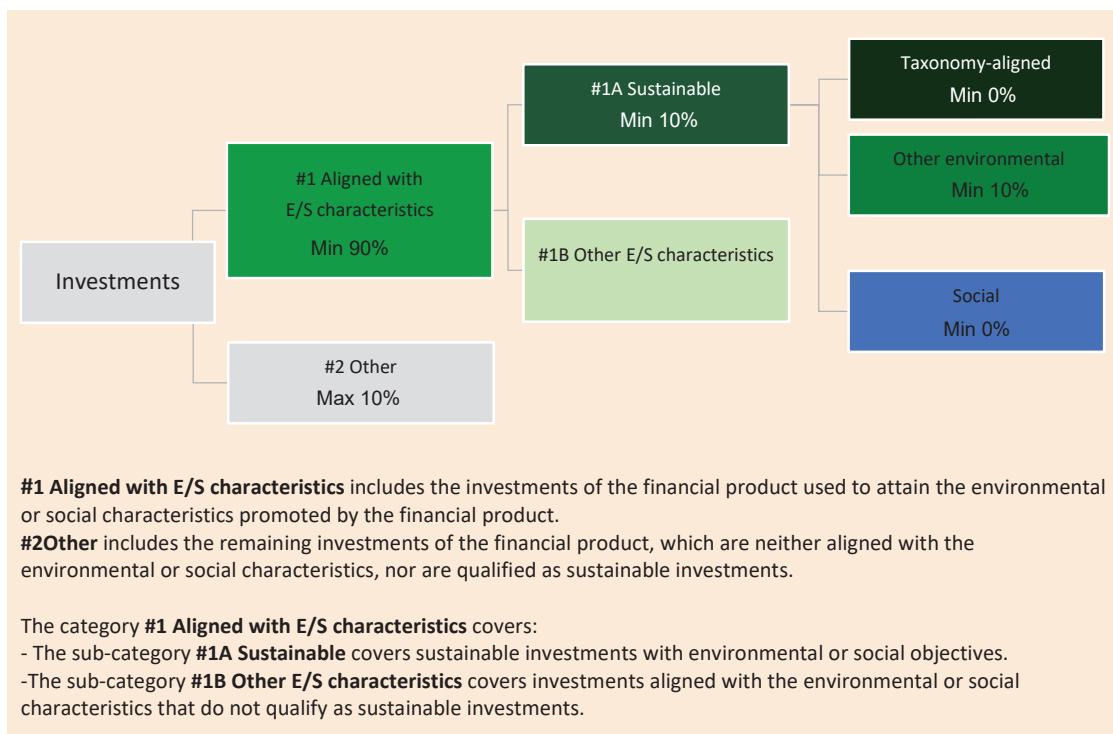 Investments
#1 Aligned with
E/S characteristics
Min 90%
#2 Other
Max 10%
#1A Sustainable
Min 10%
#1B Other E/S characteristics
Taxonomy-aligned
Min 0%
Other environmental
Min 10%
Social
Min 0%
#1 Aligned with E/S characteristics includes the investments of the financial product used to attain the environmental
or social characteristics promoted by the financial product.
#2Other includes the remaining investments of the financial product, which are neither aligned with the
environmental or social characteristics, nor are qualified as sustainable investments.
The category #1 Aligned with E/S characteristics covers:
- The sub-category #1A Sustainable covers sustainable investments with environmental or social objectives.
-The sub-category #1B Other E/S characteristics covers investments aligned with the environmental or social
characteristics that do not qualify as sustainable investments.